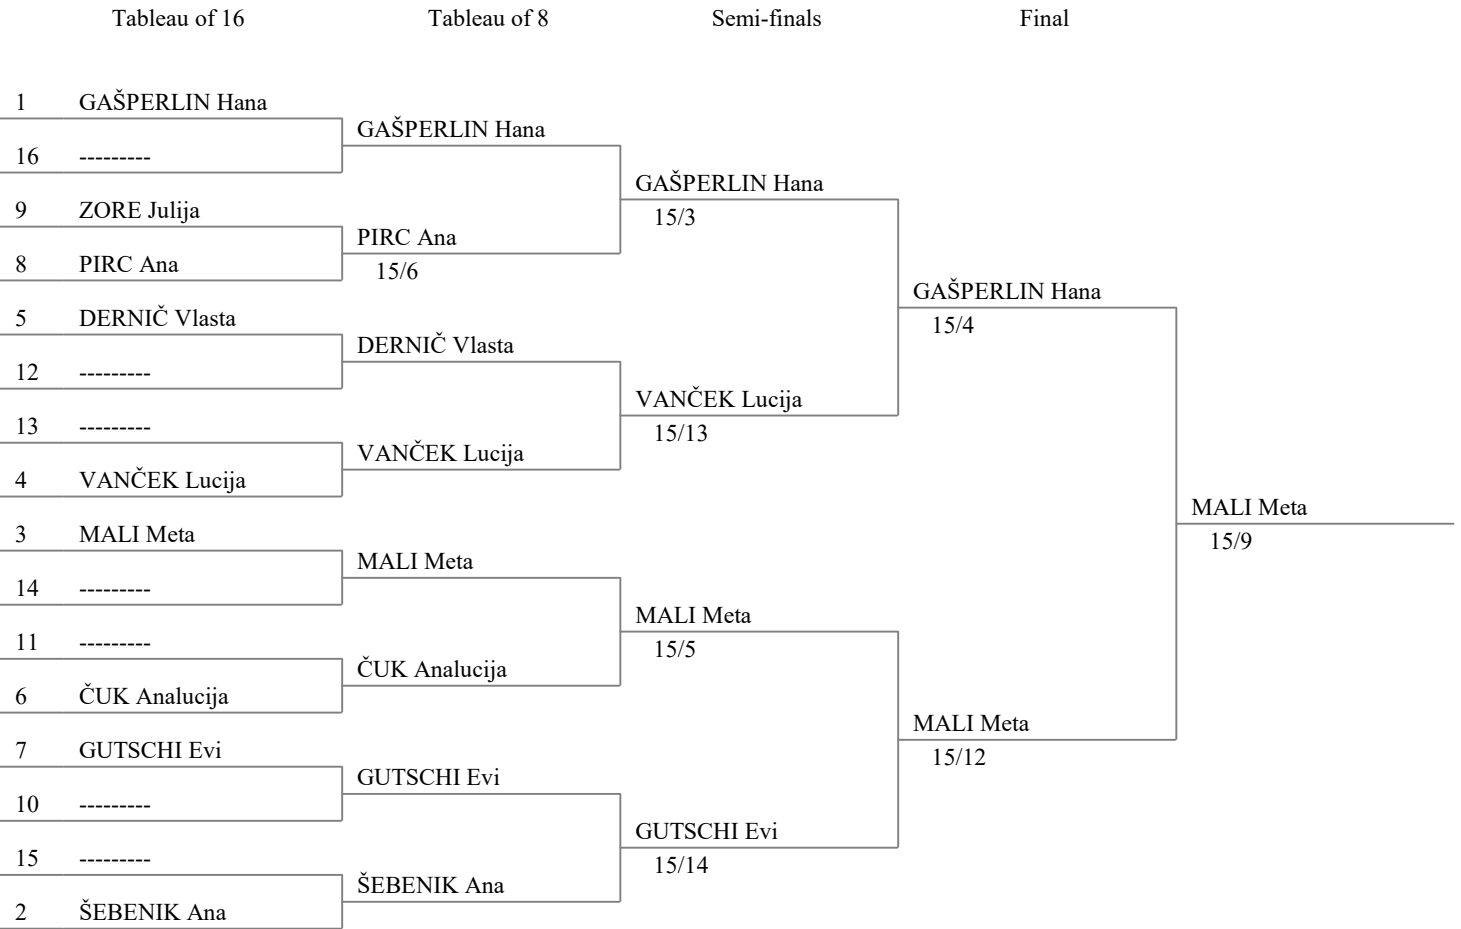 Tableau of 16 Tableau of 8 Semi-finals Final
1 GAŠPERLIN Hana
GAŠPERLIN Hana
16 ---------
GAŠPERLIN Hana
9 ZORE Julija
15/3
PIRC Ana
8 PIRC Ana
15/6
GAŠPERLIN Hana
5 DERNIČ Vlasta
15/4
DERNIČ Vlasta
12 ---------
VANČEK Lucija
13 ---------
15/13
VANČEK Lucija
4 VANČEK Lucija
MALI Meta
3 MALI Meta
15/9
MALI Meta
14 ---------
MALI Meta
11 ---------
15/5
ČUK Analucija
6 ČUK Analucija
MALI Meta
7 GUTSCHI Evi
15/12
GUTSCHI Evi
10 ---------
GUTSCHI Evi
15 ---------
15/14
ŠEBENIK Ana
2 ŠEBENIK Ana